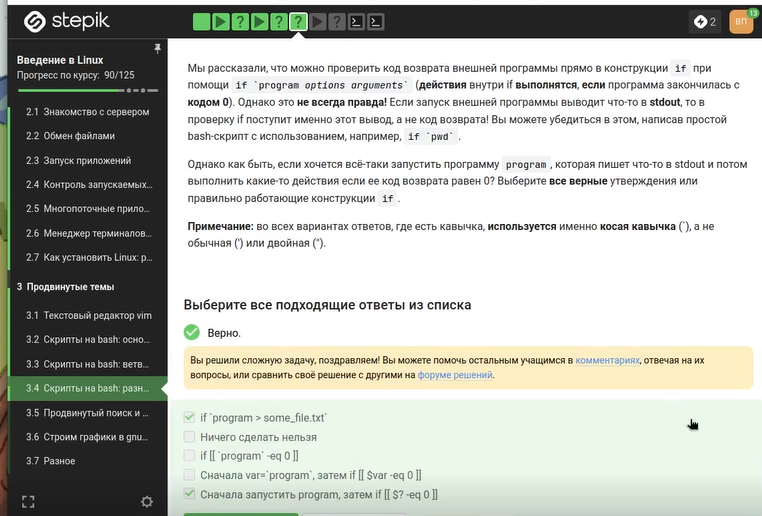 stepik
2
ВП
13
Введение в Linux
Прогресс по курсу: 90/125
2.1 Знакомство с сервером
2.2 Обмен файлами
2.3 Запуск приложений
2.4 Контроль запускаемых...
2.5 Многопоточные прило...
2.6 Менеджер терминалов...
2.7 Как установить Linux: р...
3 Продвинутые темы
3.1 Текстовый редактор vim
3.2 Скрипты на bash: осно...
3.3 Скрипты на bash: ветв...
3.4 Скрипты на bash: разн...
3.5 Продвинутый поиск и ...
3.6 Строим графики в gnu...
3.7 Разное
Мы рассказали, что можно проверить код возврата внешней программы прямо в конструкции if при
помощи if `program options arguments` (действия внутри if выполнятся, если программа закончилась с
кодом 0). Однако это не всегда правда! Если запуск внешней программы выводит что-то в stdout, то в
проверку if поступит именно этот вывод, а не код возврата! Вы можете убедиться в этом, написав простой
bash-скрипт с использованием, например, if `pwd` .
Однако как быть, если хочется всё-таки запустить программу program , которая пишет что-то в stdout и потом
выполнить какие-то действия если ее код возврата равен 0? Выберите все верные утверждения или
правильно работающие конструкции if .
Примечание: во всех вариантах ответов, где есть кавычка, используется именно косая кавычка (`), а не
обычная (') или двойная (").
Выберите все подходящие ответы из списка
Верно.
Вы решили сложную задачу, поздравляем! Вы можете помочь остальным учащимся в комментариях, отвечая на их
вопросы, или сравнить своё решение с другими на форуме решений.
if `program > some_file.txt`
Ничего сделать нельзя
if [[ `program` -eq 0 ]]
Сначала var=`program`, затем if [[ $var -eq 0 ]]
Сначала запустить program, затем if [[ $? -eq 0 ]]